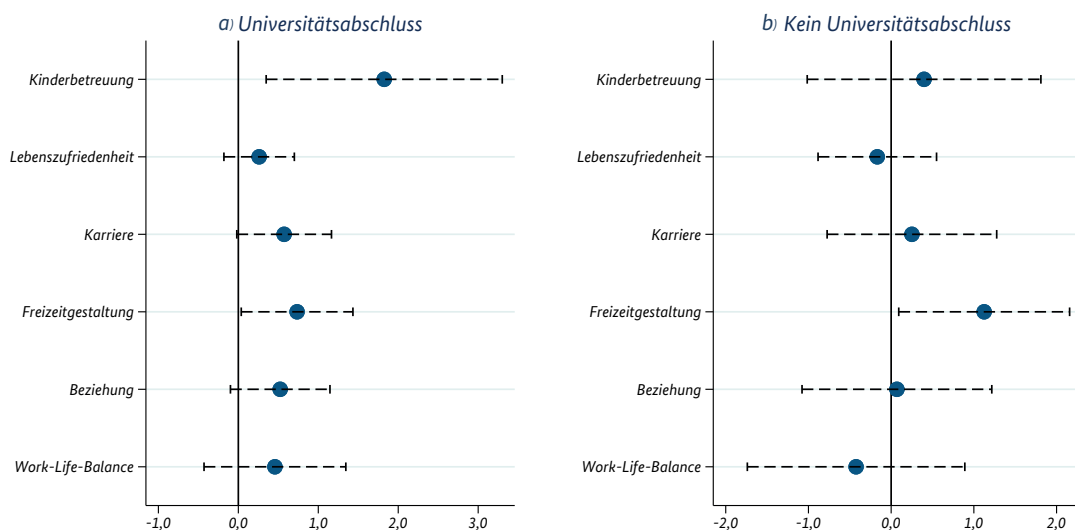 a) Universitätsabschluss
Kinderbetreuung
Lebenszufriedenheit
Karriere
Freizeitgestaltung
Beziehung
Work-Life-Balance
-1,0 0,0 1,0 2,0 3,0
b) Kein Universitätsabschluss
Kinderbetreuung
Lebenszufriedenheit
Karriere
Freizeitgestaltung
Beziehung
Work-Life-Balance
-2,0 -1,0 0,0 1,0 2,0